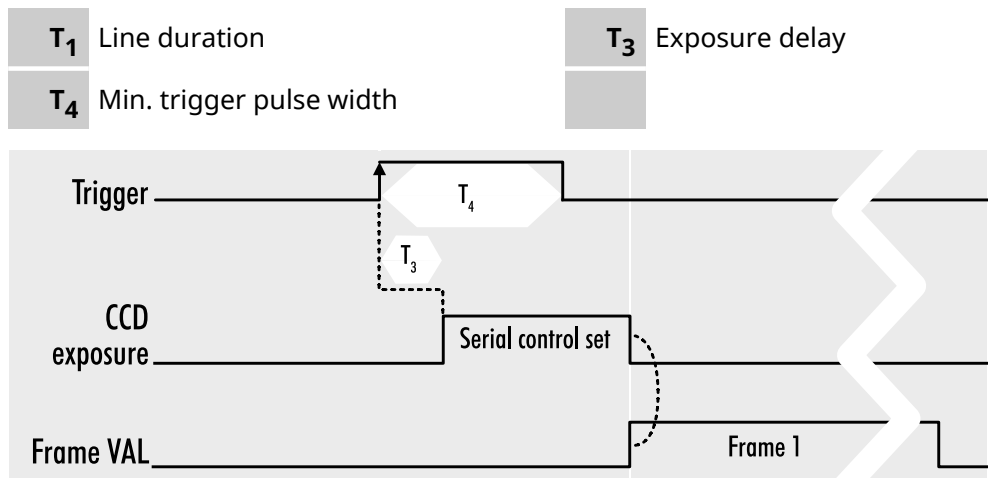 T1 Line duration
T3 Exposure delay
T4 Min. trigger pulse width
Trigger
T4
T3
CCD
exposure
Serial control set
Frame VAL
Frame 1